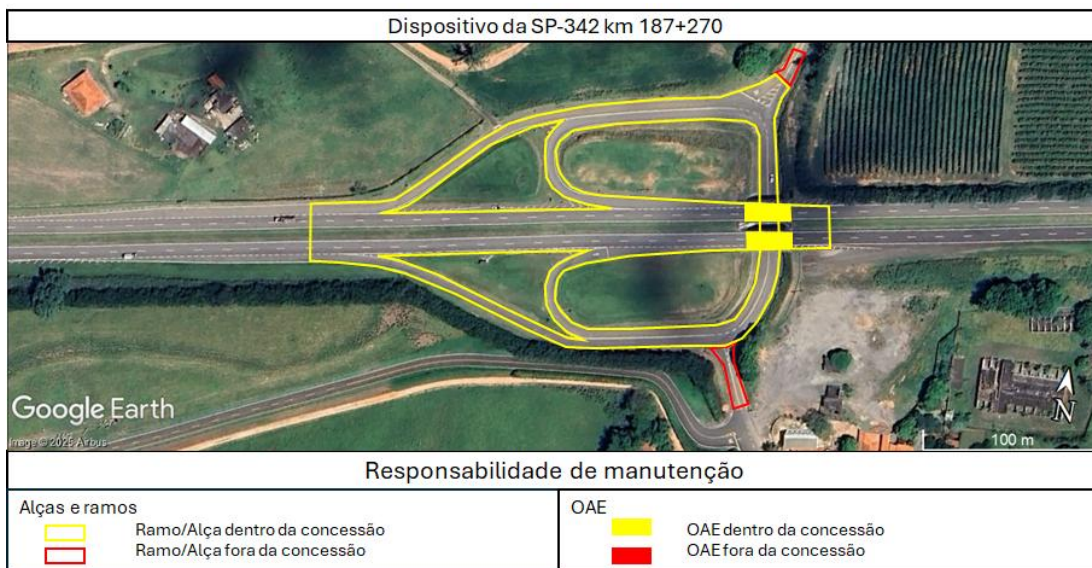 Dispositivo da SP-342 km 187+270
Google Earth
Image © 2025 Airbus
N
100 m
Responsabilidade de manutenção
Alças e ramos
Ramo/Alça dentro da concessão
Ramo/Alça fora da concessão
OAE
OAE dentro da concessão
OAE fora da concessão